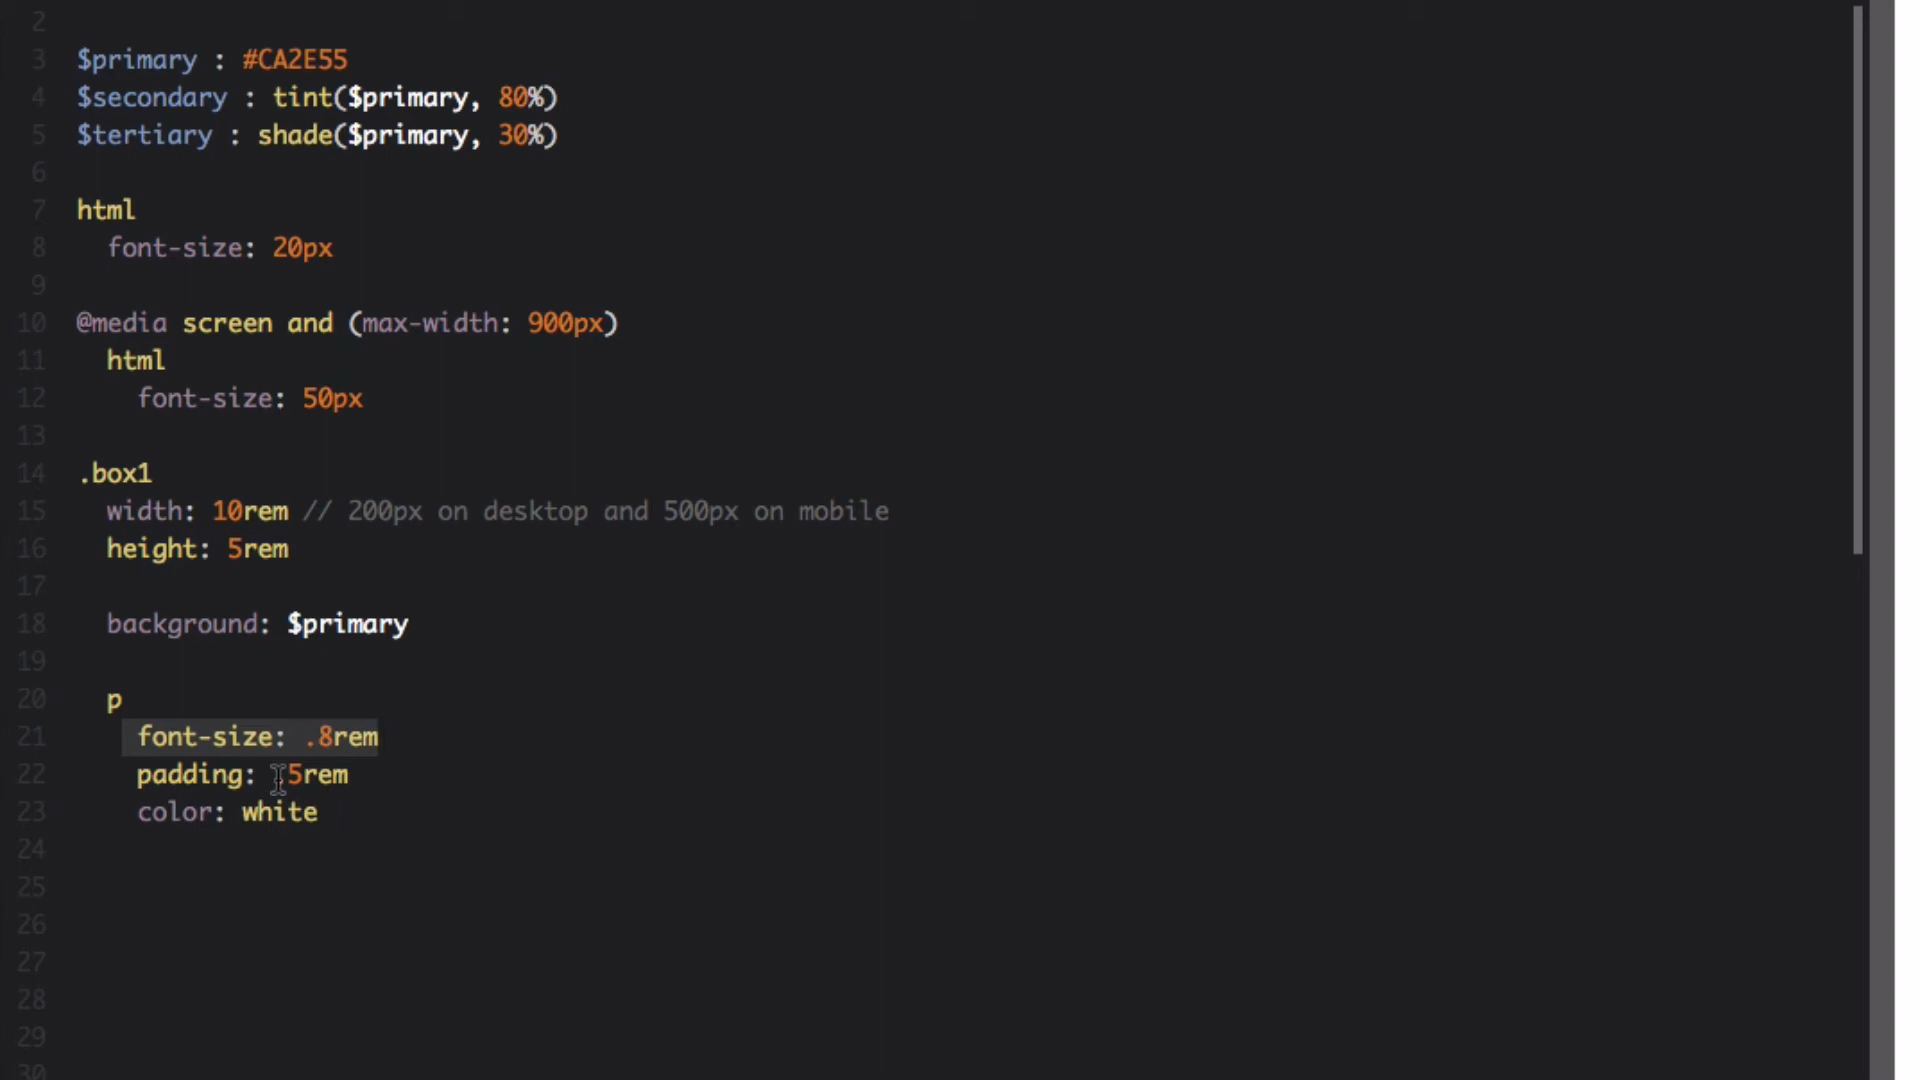 2
3 $primary : #CA2E55
4 $secondary : tint($primary, 80%)
5 $tertiary : shade($primary, 30%)
6
7 html
8 font-size: 20px
9
10 @media screen and (max-width: 900px)
11 html
12 font-size: 50px
13
14 .box1
15 width: 10rem // 200px on desktop and 500px on mobile
16 height: 5rem
17
18 background: $primary
19
20 p
21 font-size: .8rem
22 padding: 5rem
23 color: white
24
25
26
27
28
29
30